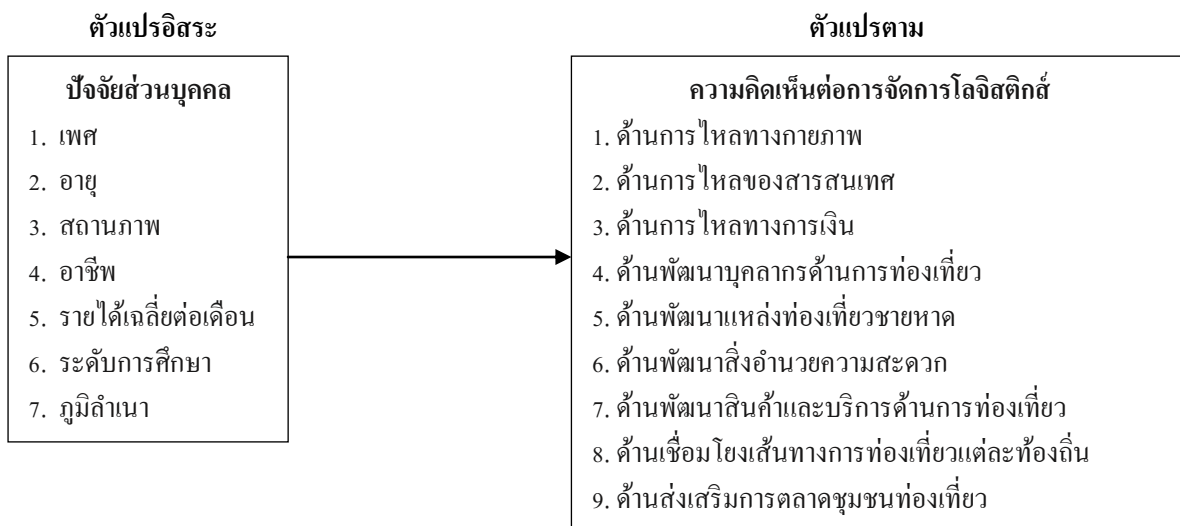 ตัวแปรอิสระ
ปัจจัยส่วนบุคคล
1. เพศ
2. อายุ
3. สถานภาพ
4. อาชีพ
5. รายได้เฉลี่ยต่อเดือน
6. ระดับการศึกษา
7. ภูมิลำเนา
ตัวแปรตาม
ความคิดเห็นต่อการจัดการโลจิสติกส์
1. ด้านการไหลทางกายภาพ
2. ด้านการไหลของสารสนเทศ
3. ด้านการไหลทางการเงิน
4. ด้านพัฒนาบุคลากรด้านการท่องเที่ยว
5. ด้านพัฒนาแหล่งท่องเที่ยวชายหาด
6. ด้านพัฒนาสิ่งอำนวยความสะดวก
7. ด้านพัฒนาสินค้าและบริการด้านการท่องเที่ยว
8. ด้านเชื่อมโยงเส้นทางการท่องเที่ยวแต่ละท้องถิ่น
9. ด้านส่งเสริมการตลาดชุมชนท่องเที่ยว